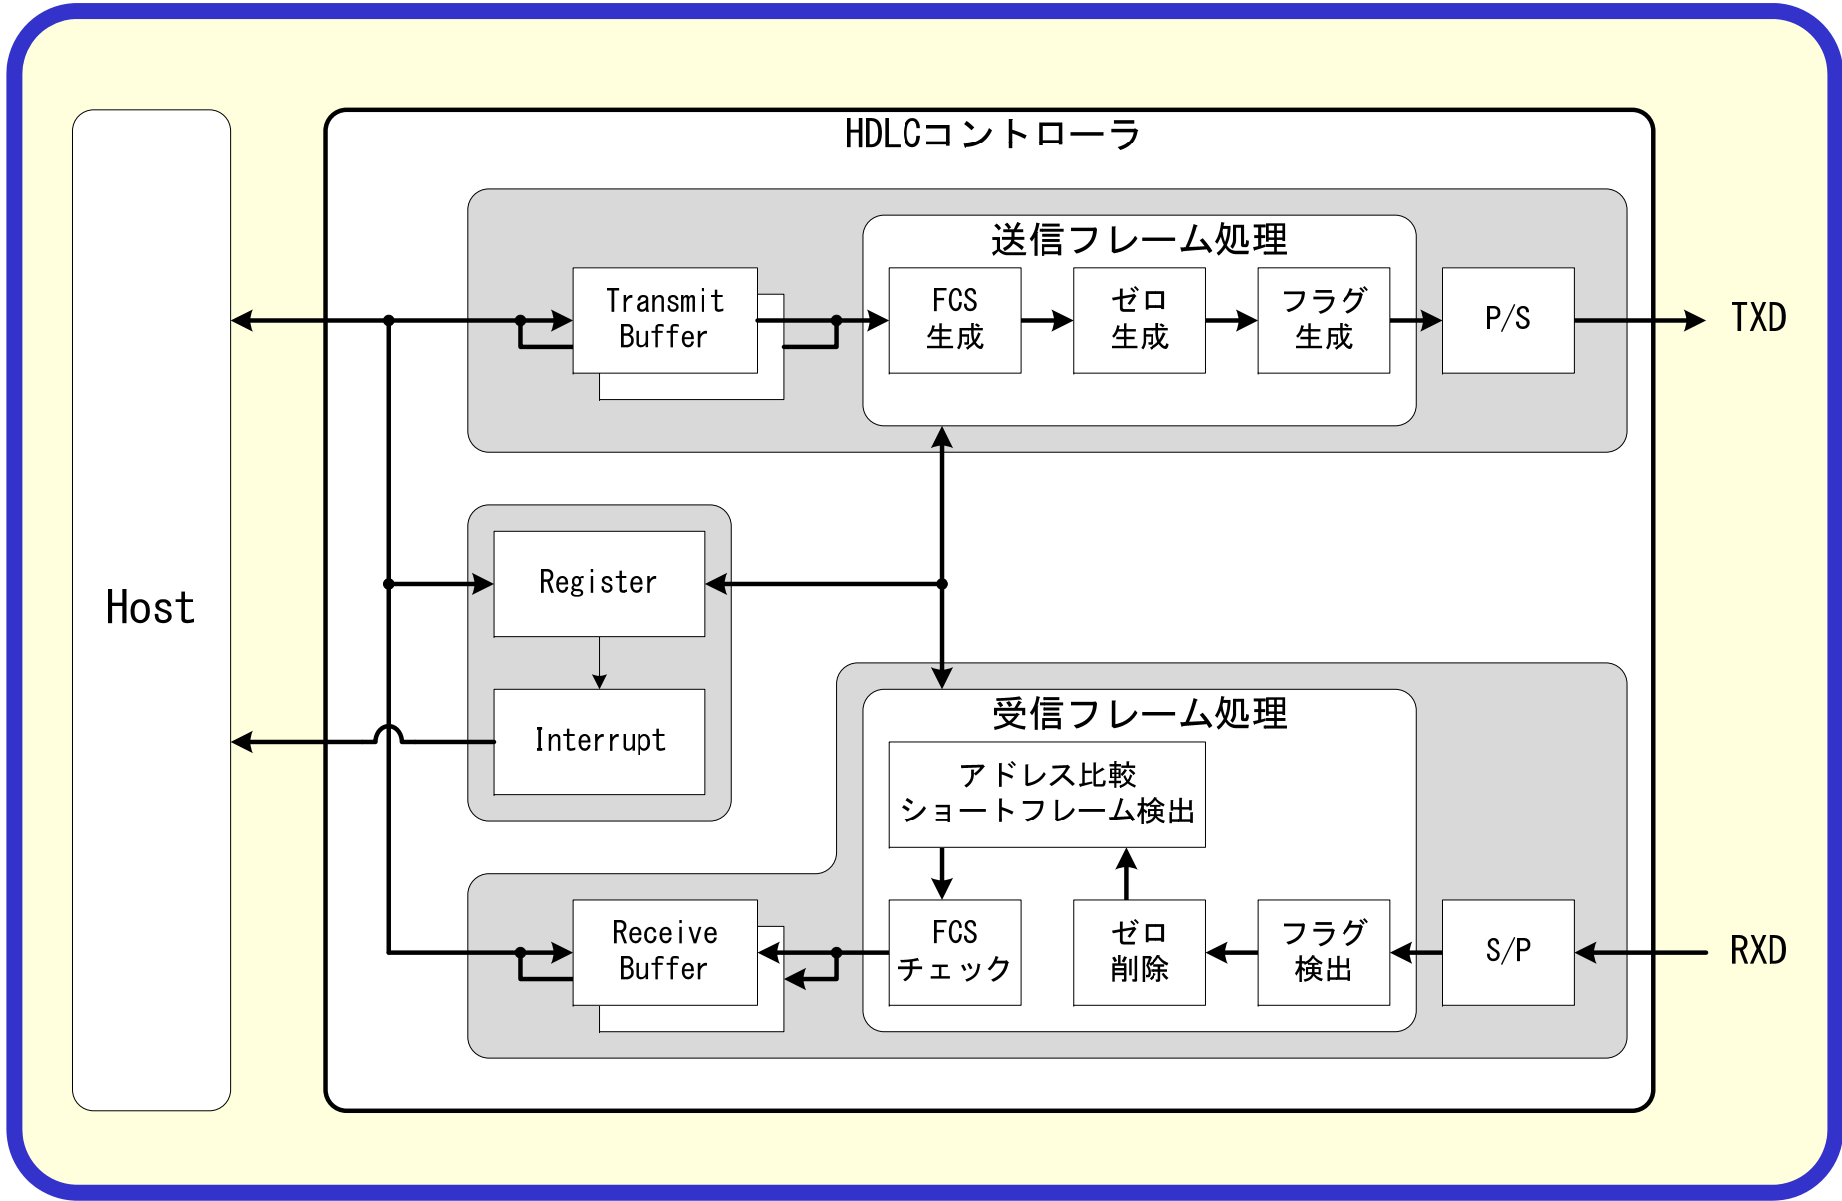 HDLCコントローラ
送信フレーム処理
Transmit
Buffer
FCS
生成
ゼロ
生成
フラグ
生成
P/S
TXD
Host
Register
Interrupt
受信フレーム処理
アドレス比較
ショートフレーム検出
Receive
Buffer
FCS
チェック
ゼロ
削除
フラグ
検出
S/P
RXD